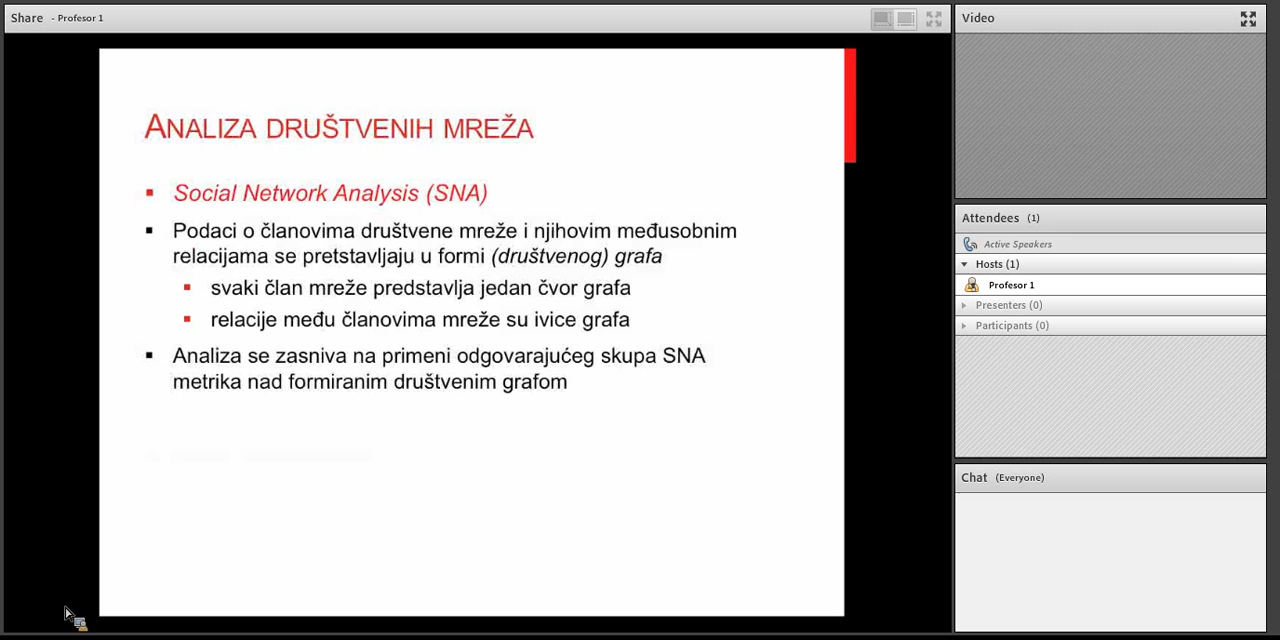 Share - Profesor 1
ANALIZA DRUŠTVENIH MREŽA
Social Network Analysis (SNA)
Podaci o članovima društvene mreže i njihovim međusobnim
relacijama se pretstavljaju u formi (društvenog) grafa
svaki član mreže predstavlja jedan čvor grafa
relacije među članovima mreže su ivice grafa
Analiza se zasniva na primeni odgovarajućeg skupa SNA
metrika nad formiranim društvenim grafom
Video
Attendees (1)
Active Speakers
Hosts (1)
Profesor 1
Presenters (0)
Participants (0)
Chat (Everyone)